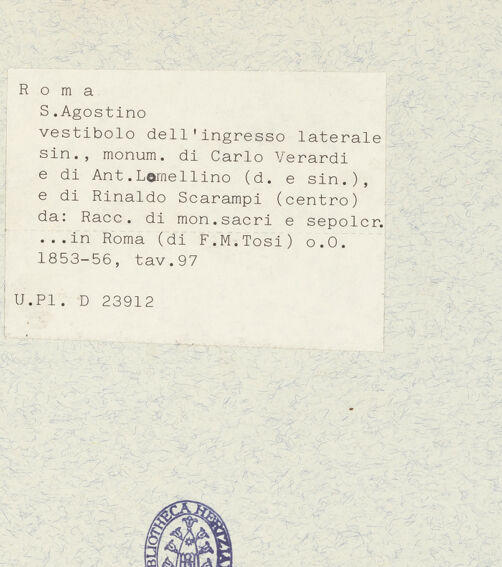 R o m a
S.Agostino
vestibolo dell'ingresso laterale
sin., monum. di Carlo Verardi
e di Ant.Lomellino (d. e sin.),
e di Rinaldo Scarampi (centro)
da: Racc. di mon.sacri e sepolcr.
...in Roma (di F.M.Tosi) o.O.
1853-56, tav.97
U.Pl. D 23912
BIBLIOTHECA HERTZIANA